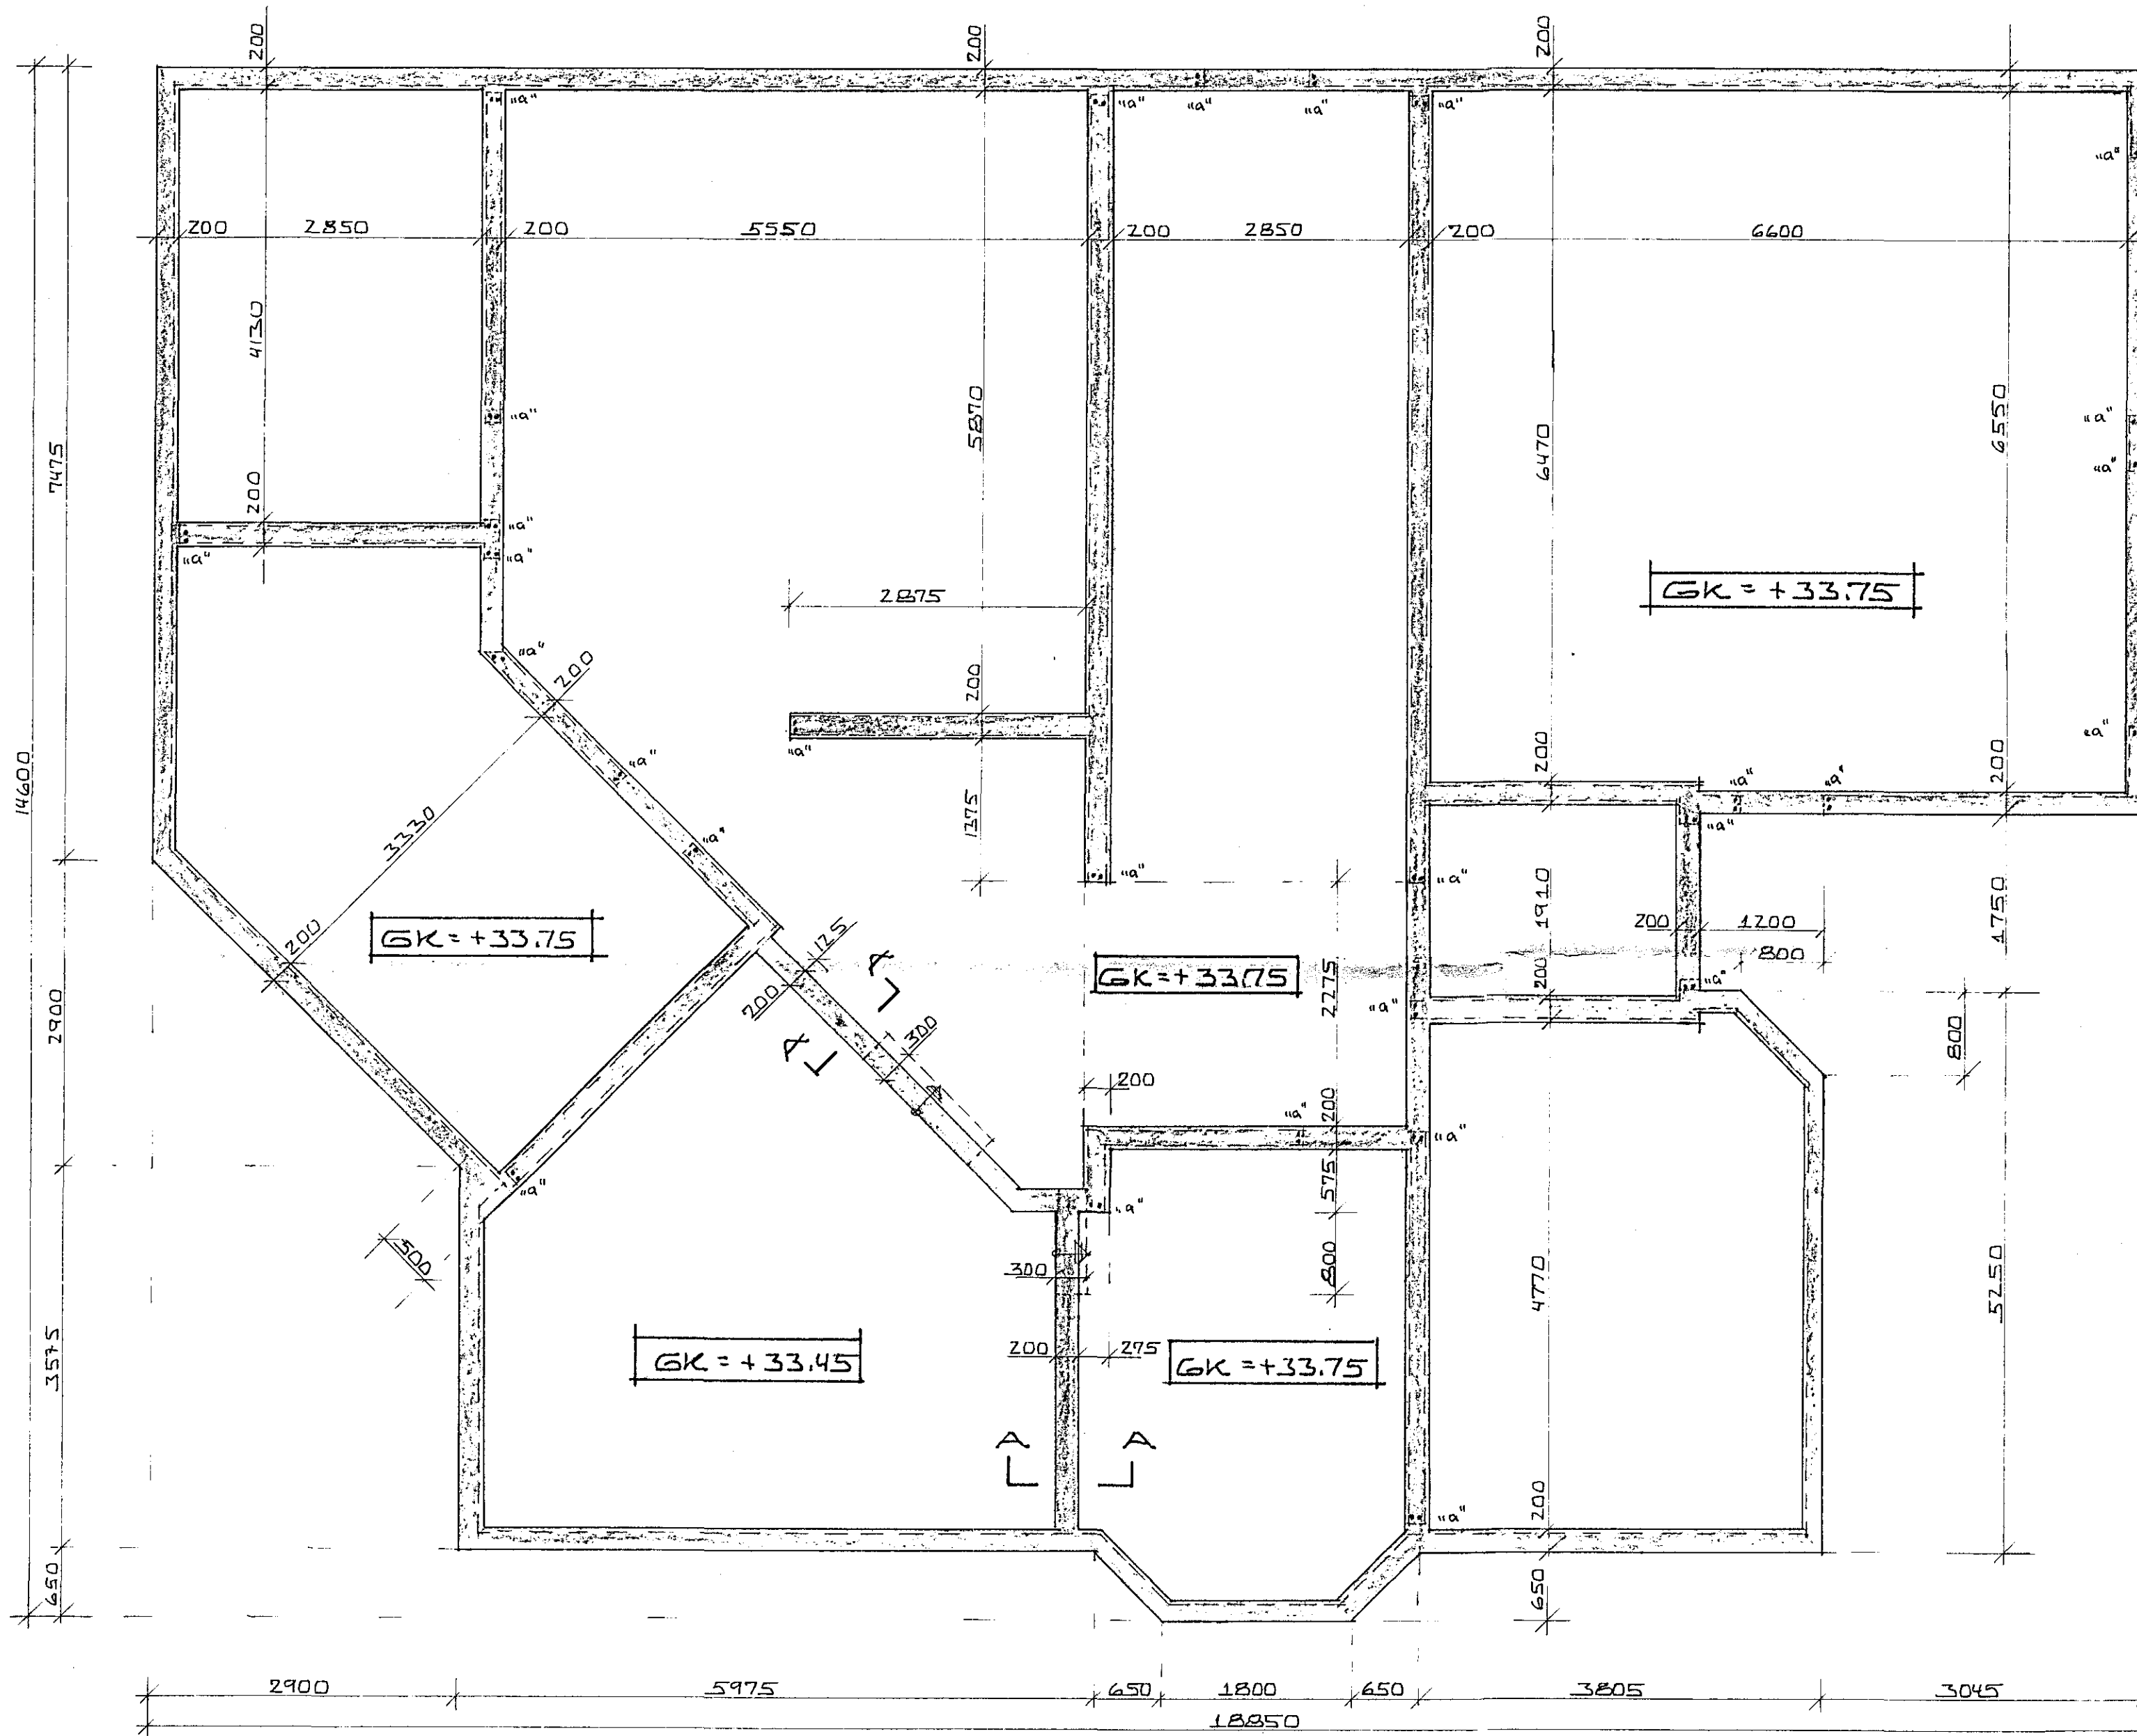 200
200
200
"a"
"a"
"a"
"a"
"a"
"a"
200
2850
200
5550
200
2850
200
6600
4130
5870
6470
6550
7475
"a"
"a"
"a"
200
"a"
"a"
"a"
GK = +33.75
2875
"a"
200
200
"a"
"a"
200
200
"a"
14600
"a"
"a"
1375
3330
"a"
"a"
"a"
"a"
1910
1750
200
1200
800
200
GK = +33.75
125
A
GK = +33.75
2275
"a"
"a"
200
200
2900
A
300
800
200
"a"
200
"a"
"a"
575
"a"
500
300
800
4770
5250
3575
200
275
GK = +33.45
GK = +33.75
A
A
"a"
200
650
650
2900
5975
650
1800
650
3805
3045
18850